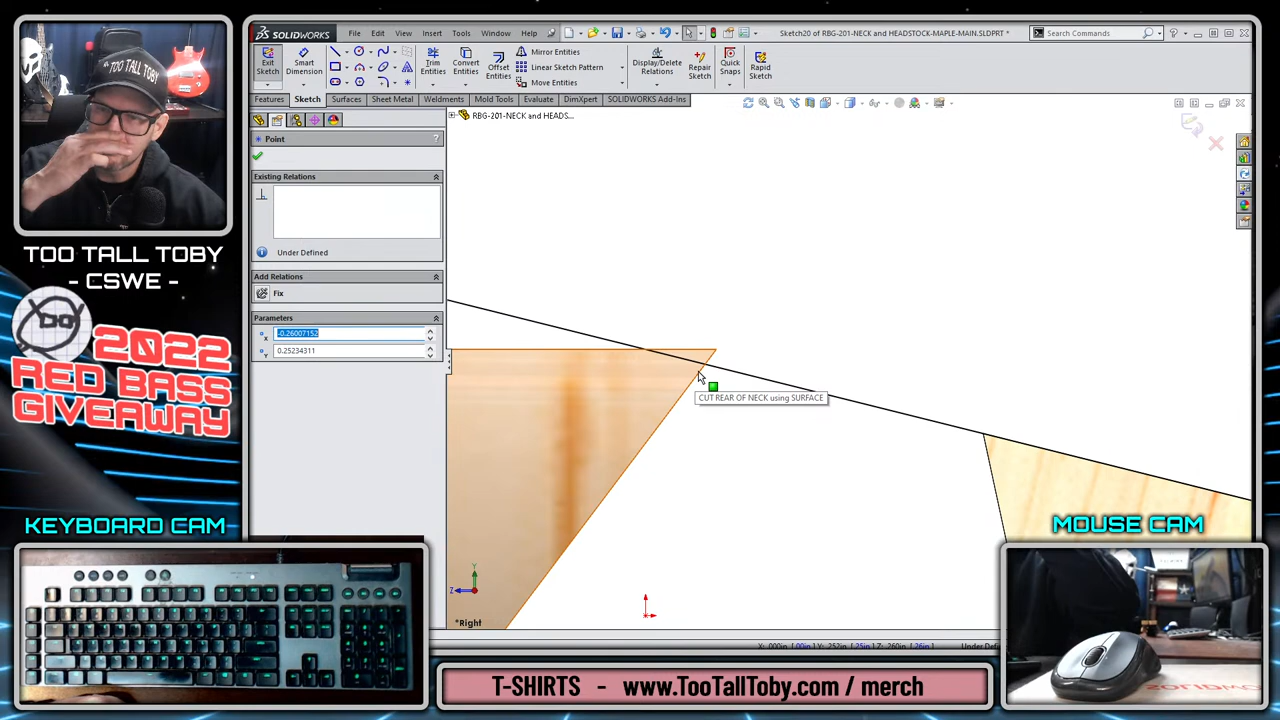 "TOO TALL TOBY"
TOO TALL TOBY
- CSWE -
2022
RED BASS
GIVEAWAY
KEYBOARD CAM
SOLIDWORKS
File Edit View Insert Tools Window Help
Sketch20 of RBG-201-NECK and HEADSTOCK-MAPLE-MAIN.SLDPRT *
Search Commands
Exit Sketch
Smart Dimension
Trim Entities
Convert Entities
Offset Entities
Mirror Entities
Linear Sketch Pattern
Move Entities
Display/Delete Relations
Repair Sketch
Quick Snaps
Rapid Sketch
Features Sketch Surfaces Sheet Metal Weldments Mold Tools Evaluate DimXpert SOLIDWORKS Add-Ins
RBG-201-NECK and HEADS...
Point
?
Existing Relations
Under Defined
Add Relations
Fix
Parameters
-0.26007152
0.25234311
CUT REAR OF NECK using SURFACE
Y
Z
*Right
MOUSE CAM
T-SHIRTS - www.TooTallToby.com / merch